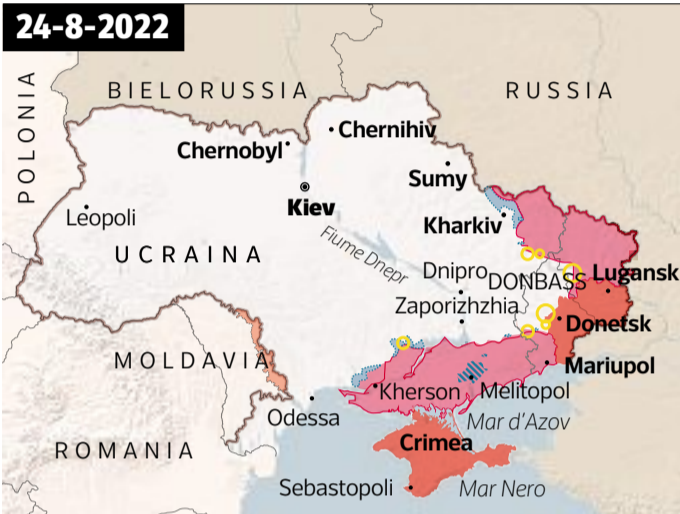 24-8-2022
BIELORUSSIA
RUSSIA
POLONIA
Chernihiv
Chernobyl
Sumy
Kiev
Leopoli
Kharkiv
UCRAINA
Fiume Dnepr
Dnipro
DONBASS
Lugansk
Zaporizhzhia
Donetsk
MOLDAVIA
Mariupol
Kherson
Melitopol
Odessa
Mar d'Azov
Crimea
ROMANIA
Sebastopoli
Mar Nero